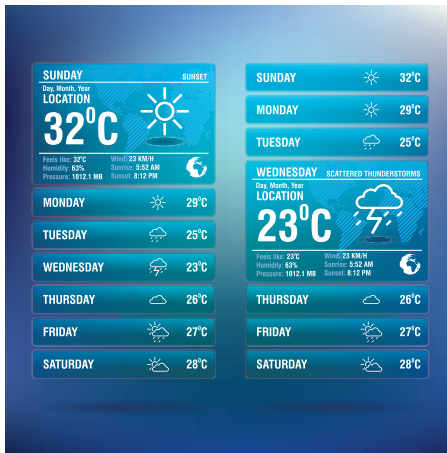 SUNDAY SUNSET
Day, Month, Year
LOCATION
32°C
Feels like: 32°C Wind: 23 KM/H
Humidity: 63% Sunrise: 5:52 AM
Pressure: 1012.1 MB Sunset: 8:12 PM
MONDAY 29°C
TUESDAY 25°C
WEDNESDAY 23°C
THURSDAY 26°C
FRIDAY 27°C
SATURDAY 28°C
SUNDAY 32°C
MONDAY 29°C
TUESDAY 25°C
WEDNESDAY SCATTERED THUNDERSTORMS
Day, Month, Year
LOCATION
23°C
Feels like: 23°C Wind: 23 KM/H
Humidity: 63% Sunrise: 5:52 AM
Pressure: 1012.1 MB Sunset: 8:12 PM
THURSDAY 26°C
FRIDAY 27°C
SATURDAY 28°C